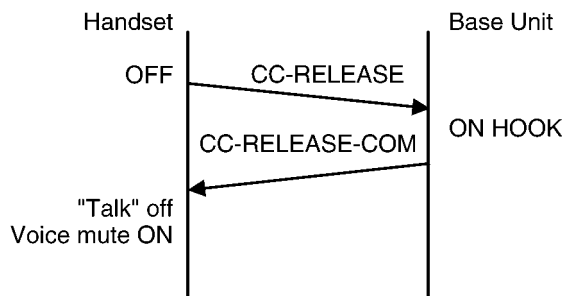 Handset
Base Unit
OFF
CC-RELEASE
ON HOOK
CC-RELEASE-COM
"Talk" off
Voice mute ON